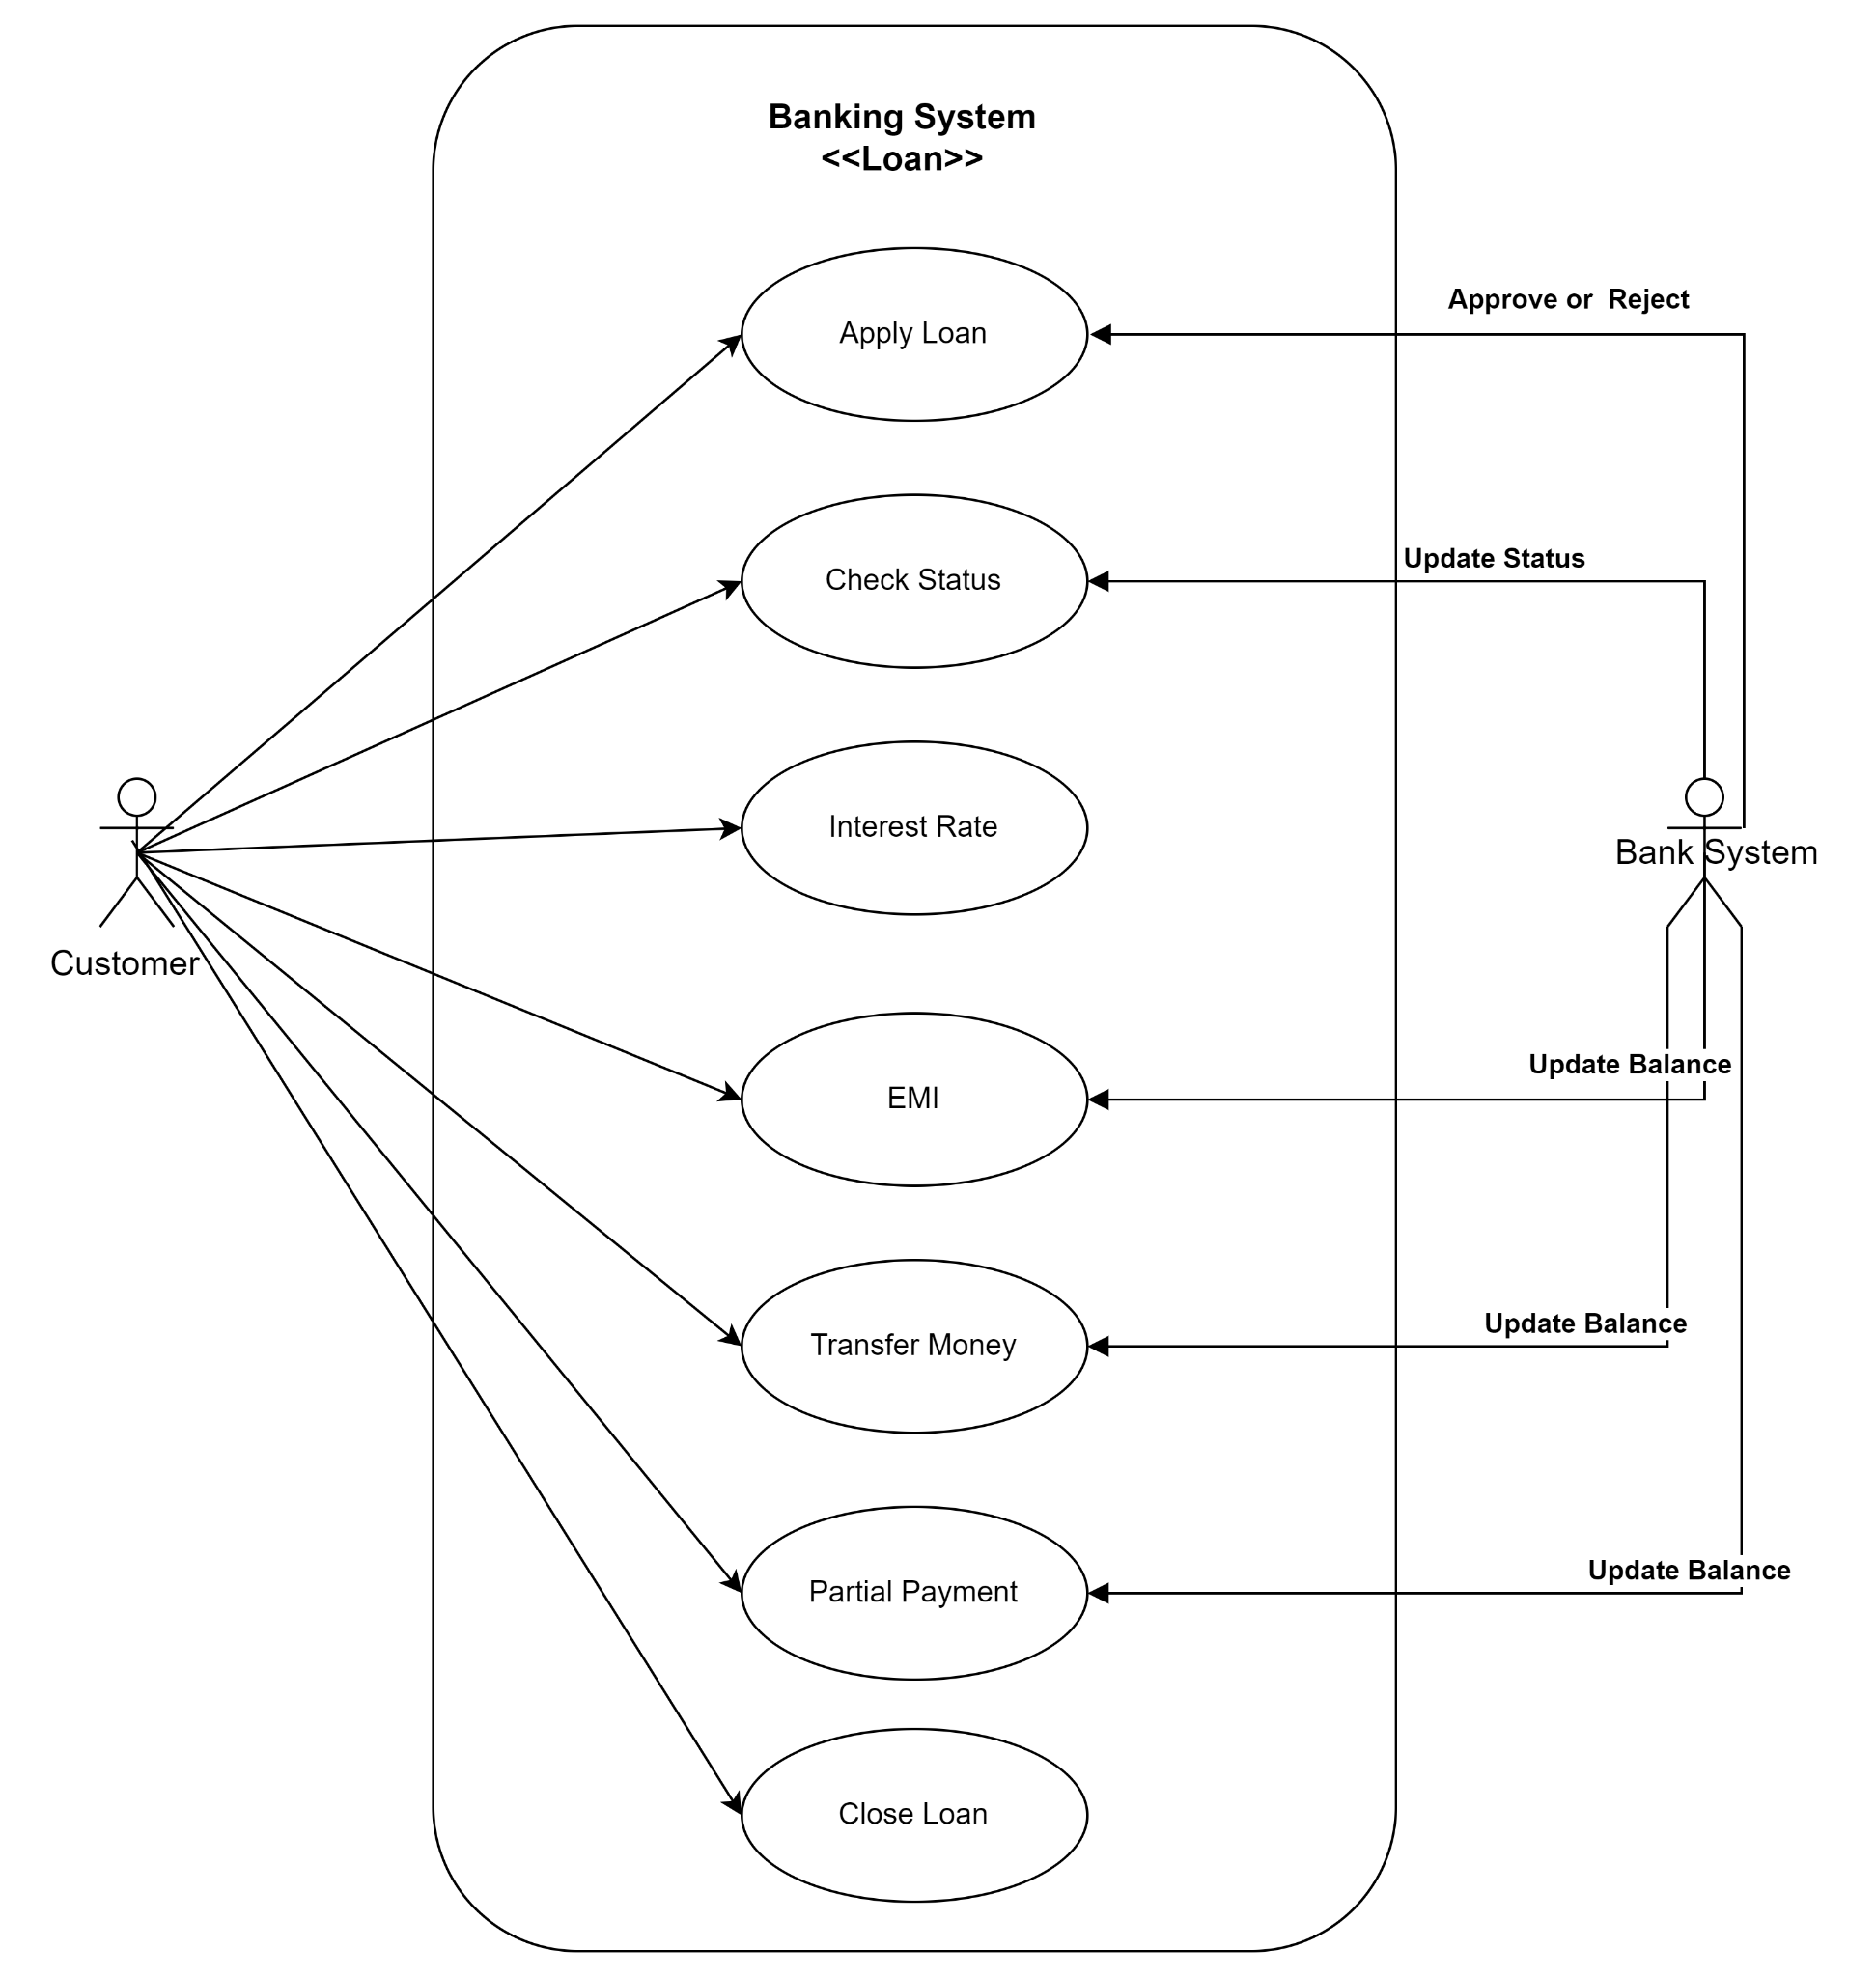 Banking System
<<Loan>>
Apply Loan
Approve or  Reject
Check Status
Update Status
Interest Rate
Bank System
Customer
EMI
Update Balance
Transfer Money
Update Balance
Partial Payment
Update Balance
Close Loan